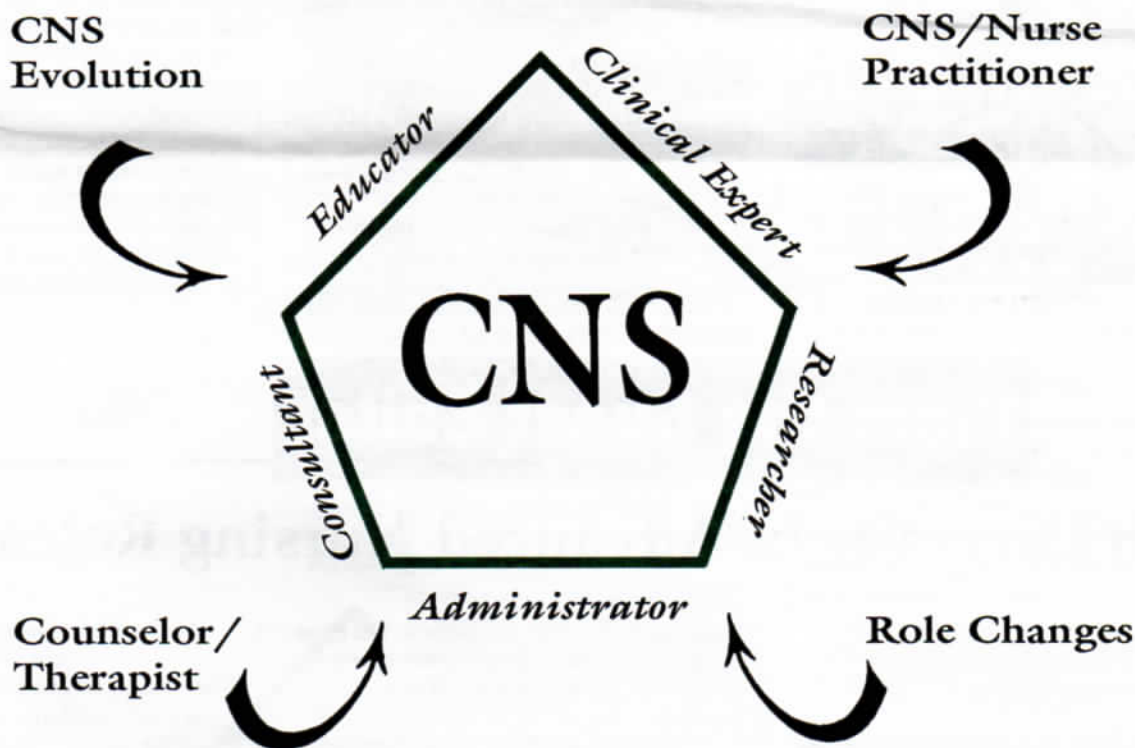 CNS
Evolution
CNS/Nurse
Practitioner
Educator
Clinical Expert
CNS
Consultant
Researcher
Administrator
Counselor/
Therapist
Role Changes